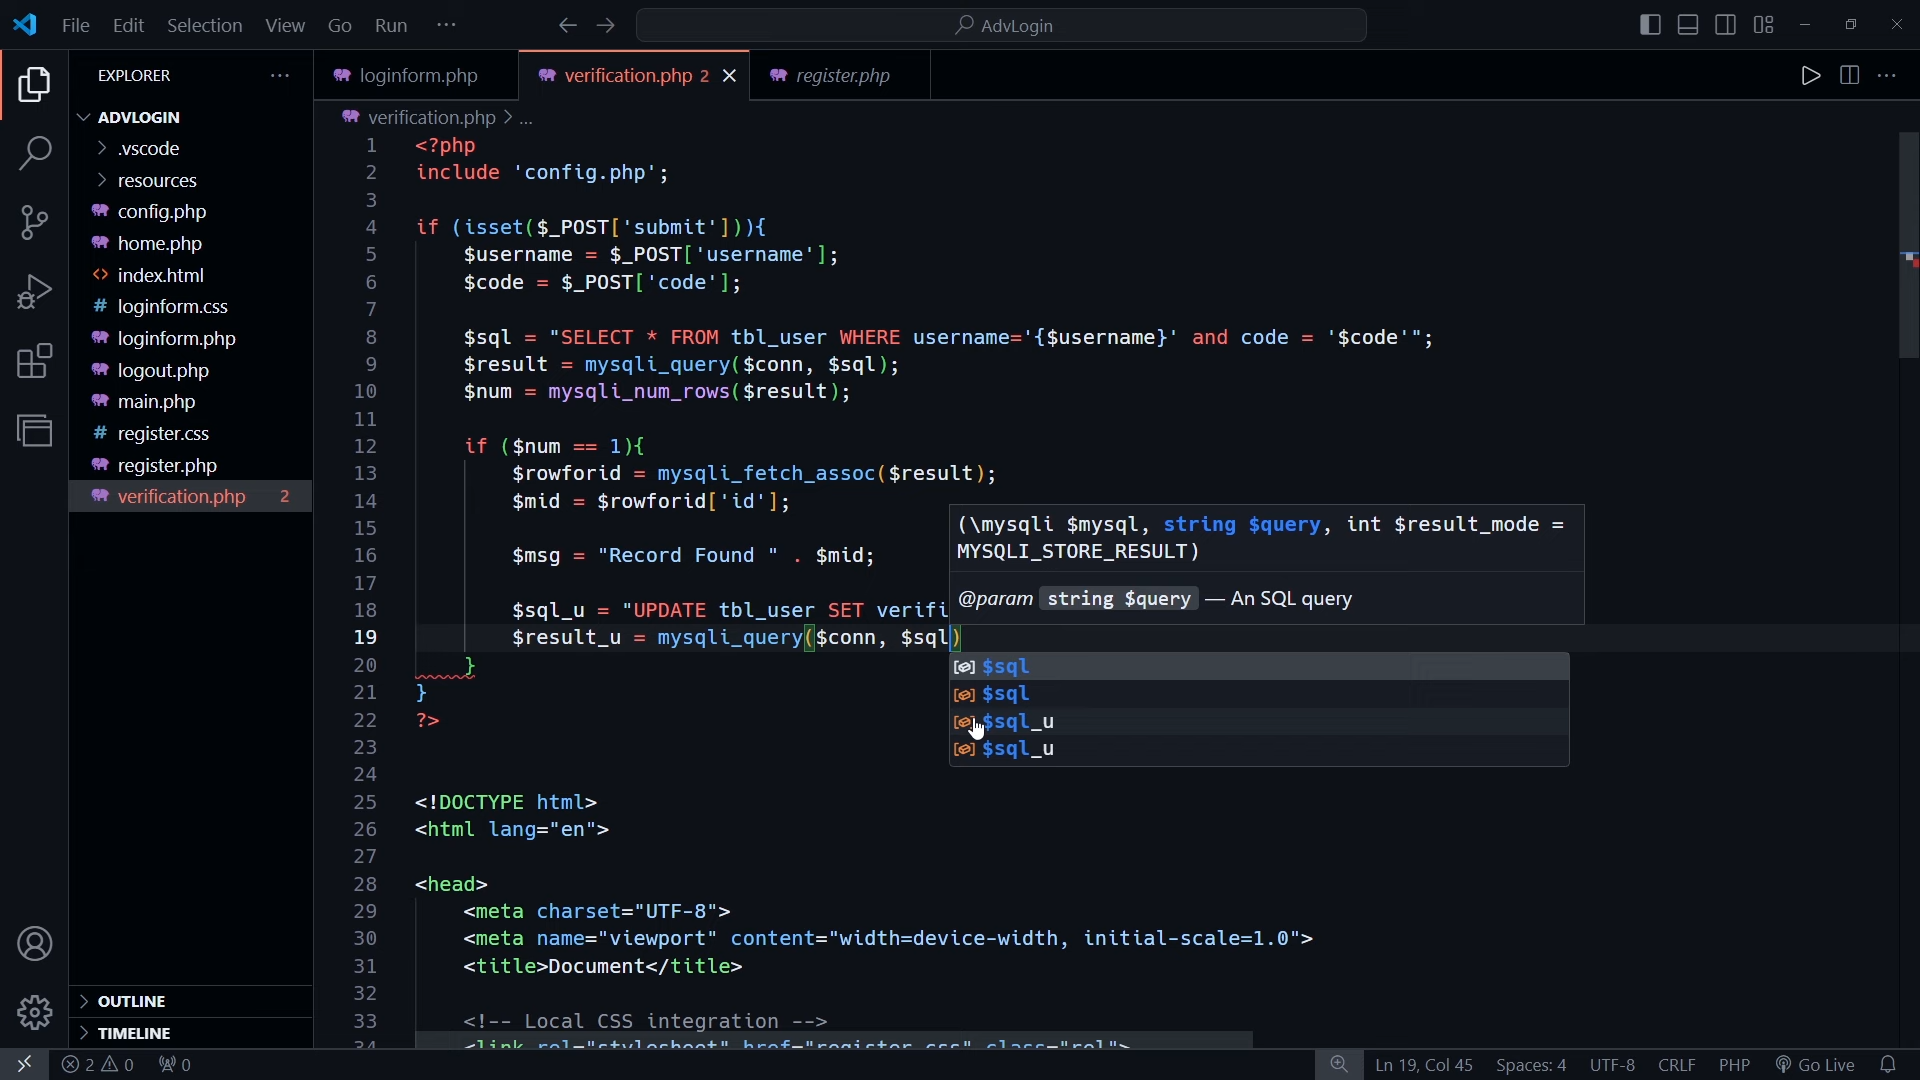 File Edit Selection View Go Run ··· AdvLogin
EXPLORER ···
loginform.php verification.php 2 register.php
ADVLOGIN
verification.php > ...
.vscode
resources
config.php
home.php
index.html
loginform.css
loginform.php
logout.php
main.php
register.css
register.php
verification.php 2
OUTLINE
TIMELINE
1 <?php
2 include 'config.php';
3
4 if (isset($_POST['submit'])){
5 $username = $_POST['username'];
6 $code = $_POST['code'];
7
8 $sql = "SELECT * FROM tbl_user WHERE username='{$username}' and code = '$code'";
9 $result = mysqli_query($conn, $sql);
10 $num = mysqli_num_rows($result);
11
12 if ($num == 1){
13 $rowforid = mysqli_fetch_assoc($result);
14 $mid = $rowforid['id'];
15
16 $msg = "Record Found " . $mid;
17
18 $sql_u = "UPDATE tbl_user SET verifi
19 $result_u = mysqli_query($conn, $sql)
20 }
21 }
22 ?>
23
24
25 <!DOCTYPE html>
26 <html lang="en">
27
28 <head>
29 <meta charset="UTF-8">
30 <meta name="viewport" content="width=device-width, initial-scale=1.0">
31 <title>Document</title>
32
33 <!-- Local CSS integration -->
34 <link rel="stylesheet" href="register.css" class="rel">
(\mysqli $mysql, string $query, int $result_mode =
MYSQLI_STORE_RESULT)
@param string $query — An SQL query
$sql
$sql
$sql_u
$sql_u
2 0 0 Ln 19, Col 45 Spaces: 4 UTF-8 CRLF PHP Go Live